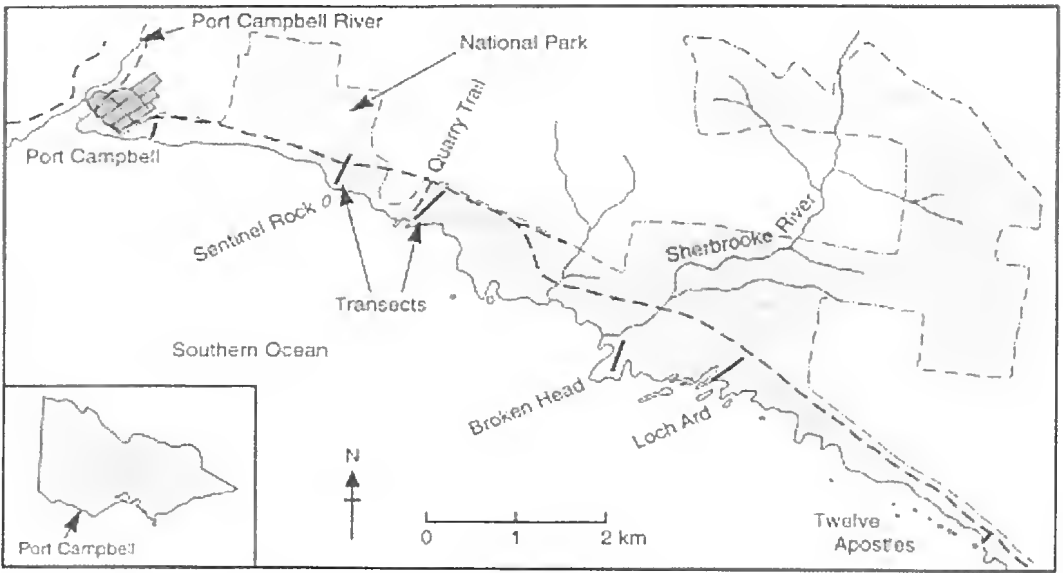 Port Campbell River
National Park
Quarry Trail
Port Campbell
Sentinel Rock
Sherbrooke River
Transects
Southern Ocean
Broken Head
Loch Ard
N
0 1 2 km
Twelve
Apostles
Port Campbell